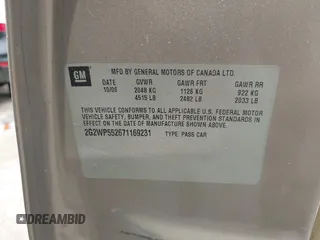 GM
MFD BY GENERAL MOTORS OF CANADA LTD.
DATE GVWR GAWR FRT GAWR RR
10/06 2048 KG 1126 KG 922 KG
4515 LB 2482 LB 2033 LB
THIS VEHICLE CONFORMS TO ALL APPLICABLE U.S. FEDERAL MOTOR
VEHICLE SAFETY, BUMPER, AND THEFT PREVENTION STANDARDS IN
EFFECT ON THE DATE OF MANUFACTURE SHOWN ABOVE.
2G2WP552671169231 TYPE: PASS CAR
DREAMBID